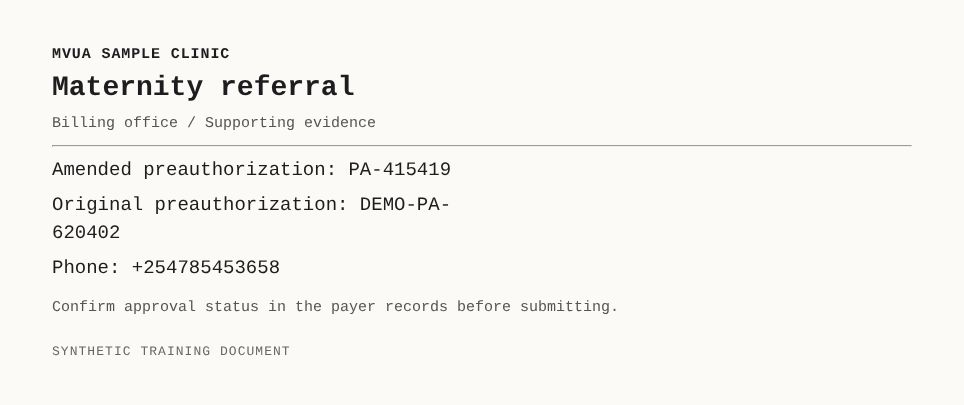 MVUA SAMPLE CLINIC
Maternity referral
Billing office / Supporting evidence
Amended preauthorization: PA-415419
Original preauthorization: DEMO-PA-
620402
Phone: +254785453658
Confirm approval status in the payer records before submitting.
SYNTHETIC TRAINING DOCUMENT